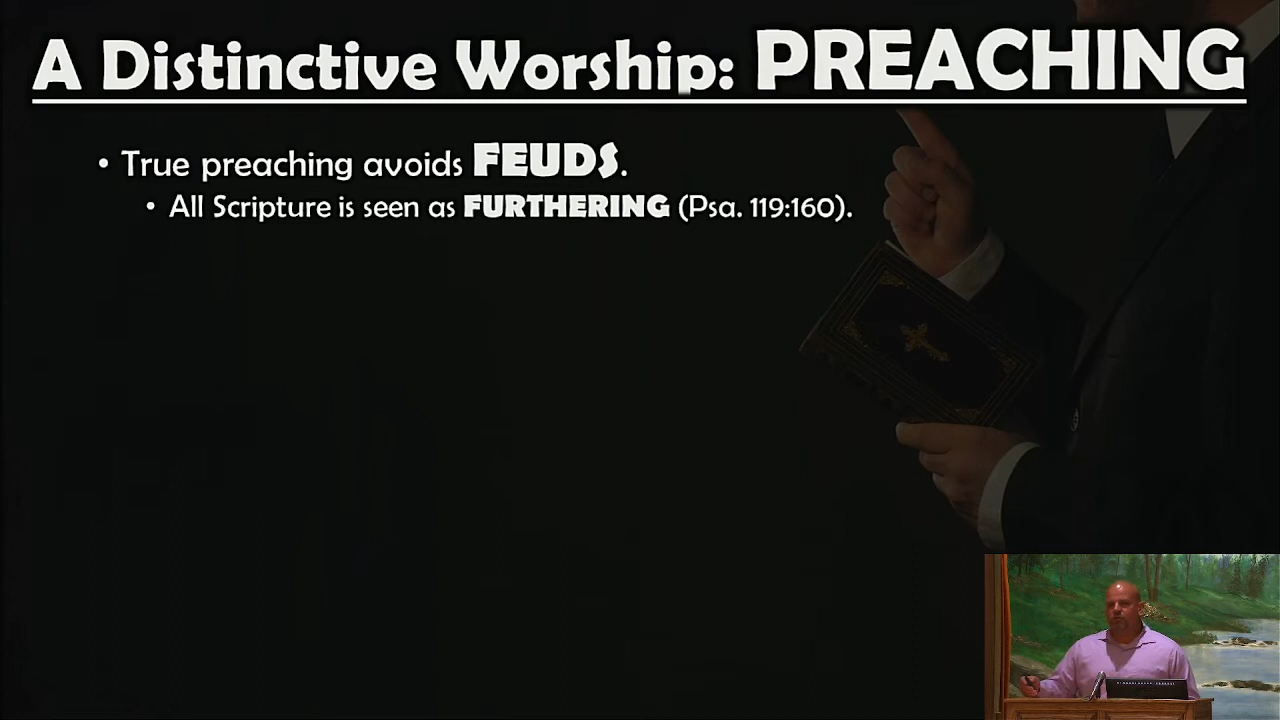 A Distinctive Worship: PREACHING
• True preaching avoids FEUDS.
• All Scripture is seen as FURTHERING (Psa. 119:160).